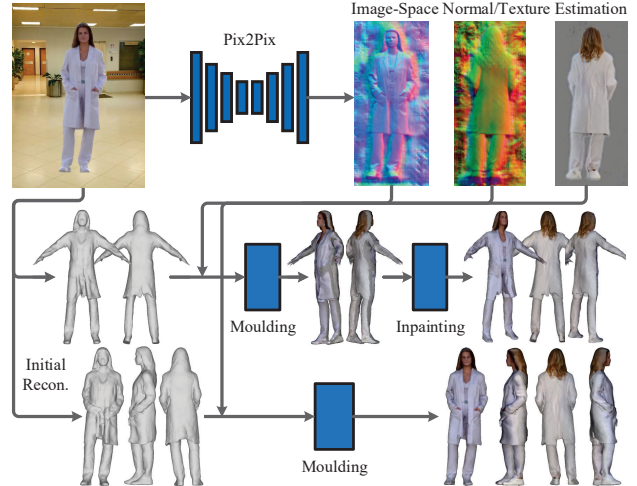 Image-Space Normal/Texture Estimation
Pix2Pix
Moulding
Inpainting
Initial
Recon.
Moulding